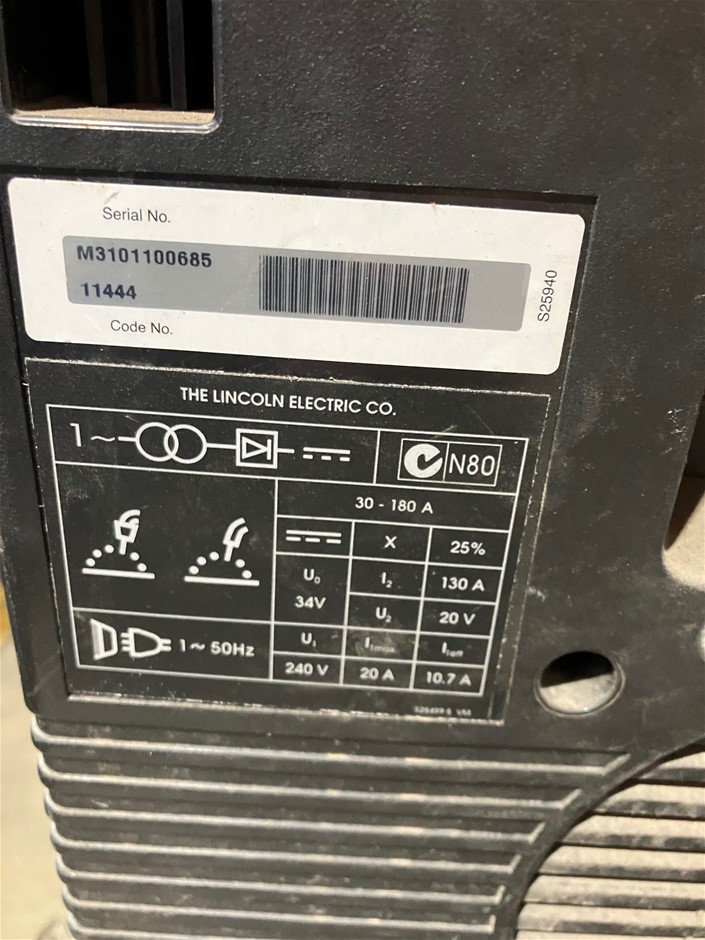 Serial No.
M3101100685
11444
Code No.
S25940
THE LINCOLN ELECTRIC CO.
1~
N80
30 - 180 A
X 25%
U₀ I₂ 130 A
34V U₂ 20 V
1~ 50Hz U₁ I₁max I₁eff
240 V 20 A 10.7 A
VM